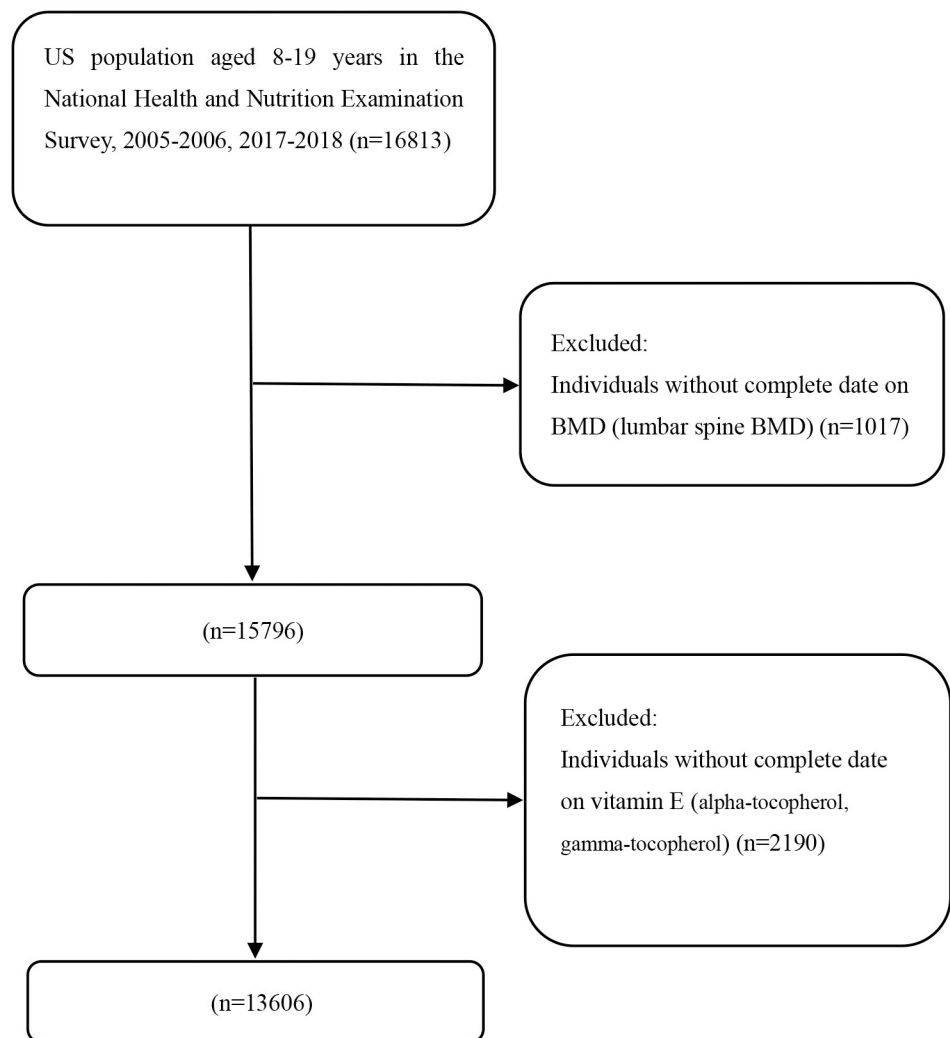 US population aged 8-19 years in the
National Health and Nutrition Examination
Survey, 2005-2006, 2017-2018 (n=16813)
Excluded:
Individuals without complete date on
BMD (lumbar spine BMD) (n=1017)
(n=15796)
Excluded:
Individuals without complete date
on vitamin E (alpha-tocopherol,
gamma-tocopherol) (n=2190)
(n=13606)